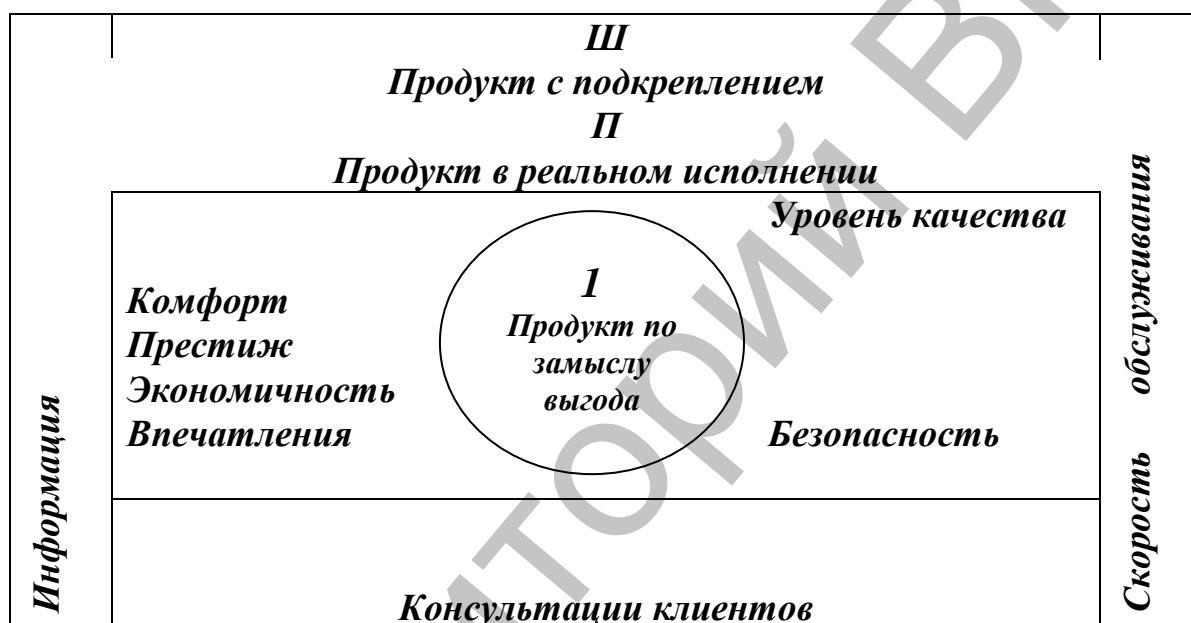 Ш
Продукт с подкреплением
П
Продукт в реальном исполнении
Уровень качества
1
Продукт по
замыслу
выгода
Комфорт
Престиж
Экономичность
Впечатления
Безопасность
Информация
Скорость обслуживания
Консультации клиентов